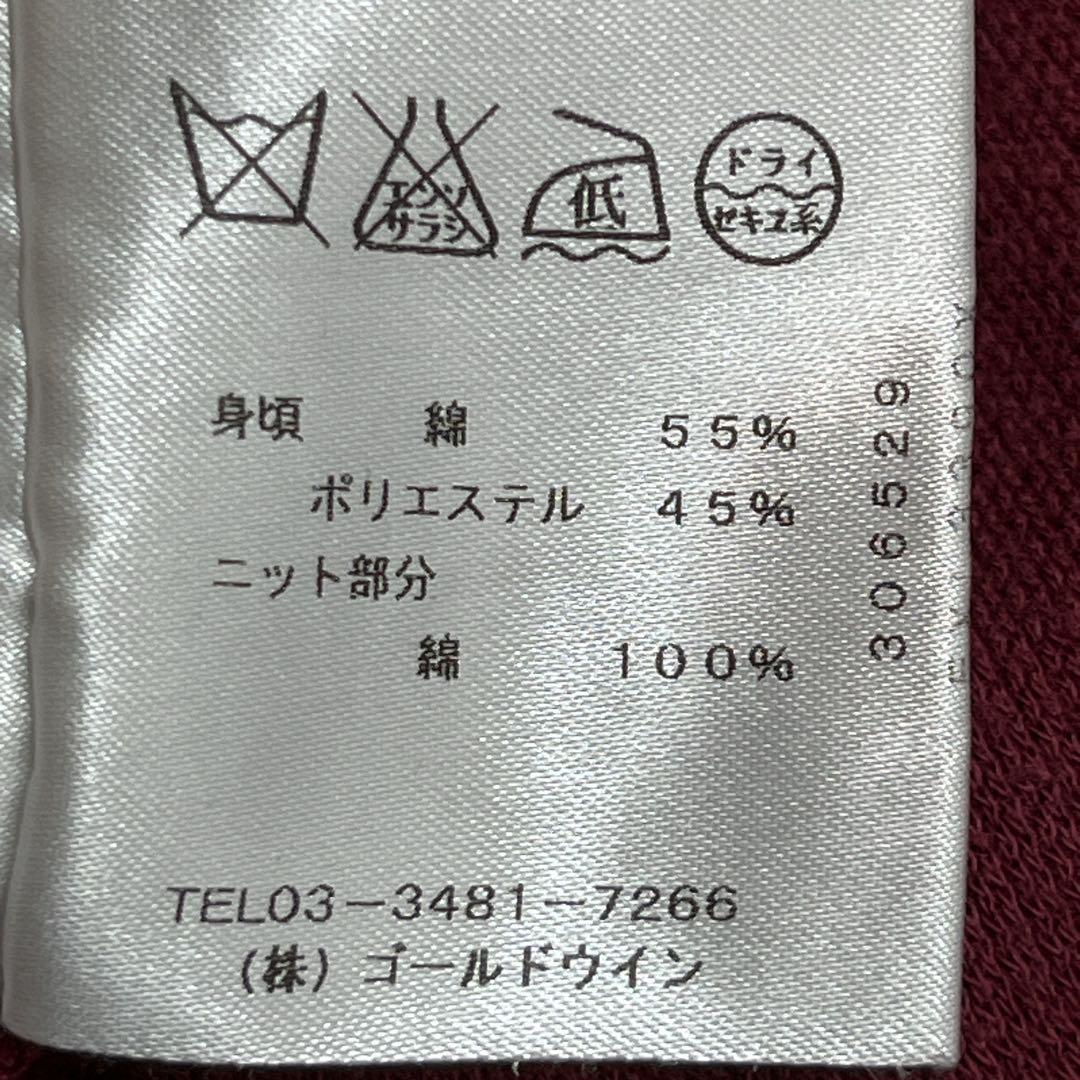 エンソ
サラシ
低
ドライ
セキユ系
身頃 綿 55%
ポリエステル 45%
ニット部分
綿 100%
3065229
TEL03-3481-7266
(株) ゴールドウイン